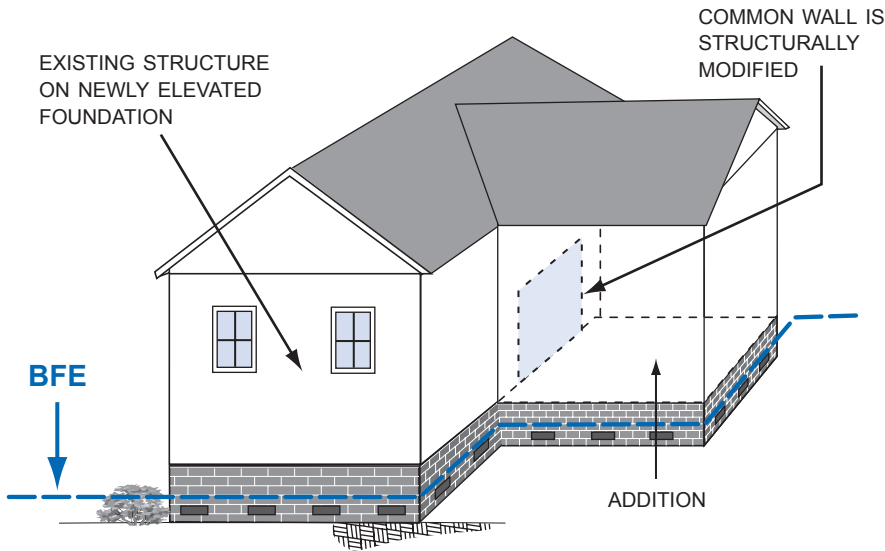 EXISTING STRUCTURE
ON NEWLY ELEVATED
FOUNDATION
COMMON WALL IS
STRUCTURALLY
MODIFIED
BFE
ADDITION